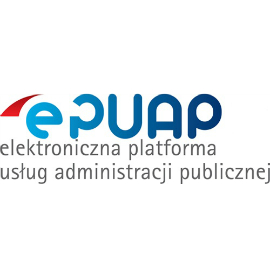 ePUAP
elektroniczna platforma
usług administracji publicznej